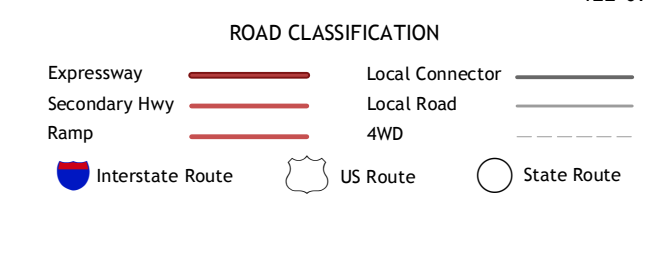 ROAD CLASSIFICATION
Expressway
Local Connector
Secondary Hwy
Local Road
Ramp
4WD
Interstate Route
US Route
State Route